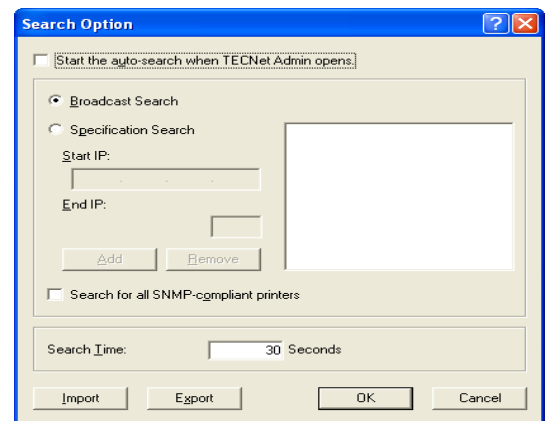 Search Option
Start the auto-search when TECNet Admin opens.
Broadcast Search
Specification Search
Start IP:
. . .
End IP:
Add Remove
Search for all SNMP-compliant printers
Search Time: 30 Seconds
Import Export OK Cancel